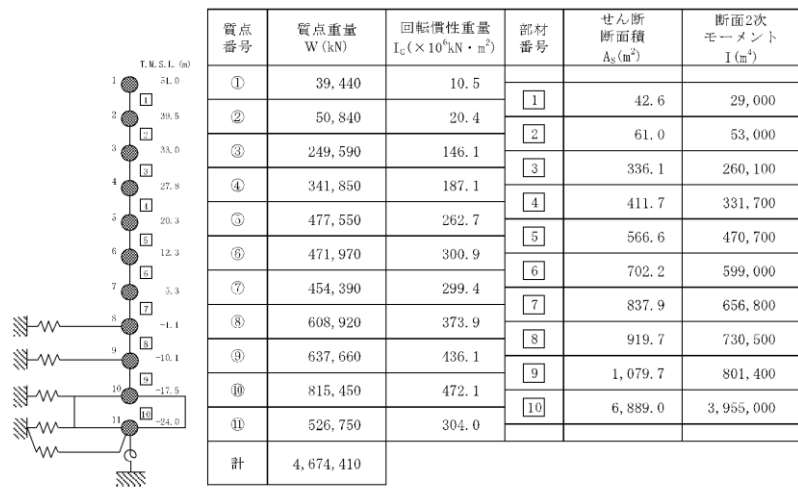 質点番号 質点重量 W (kN) 回転慣性重量 I_G(×10⁶kN・m²) 部材番号 せん断断面積 A_S(m²) 断面2次モーメント I(m⁴)
① 39,440 10.5
1 42.6 29,000
② 50,840 20.4
2 61.0 53,000
③ 249,590 146.1
3 336.1 260,100
④ 341,850 187.1
4 411.7 331,700
⑤ 477,550 262.7
5 566.6 470,700
⑥ 471,970 300.9
6 702.2 599,000
⑦ 454,390 299.4
7 837.9 656,800
⑧ 608,920 373.9
8 919.7 730,500
⑨ 637,660 436.1
9 1,079.7 801,400
⑩ 815,450 472.1
10 6,889.0 3,955,000
⑪ 526,750 304.0
計 4,674,410
T.M.S.L. (m)
1 51.0
1
2 39.5
2
3 33.0
3
4 27.8
4
5 20.3
5
6 12.3
6
7 5.3
7
8 -1.1
8
9 -10.1
9
10 -17.5
10
11 -24.0